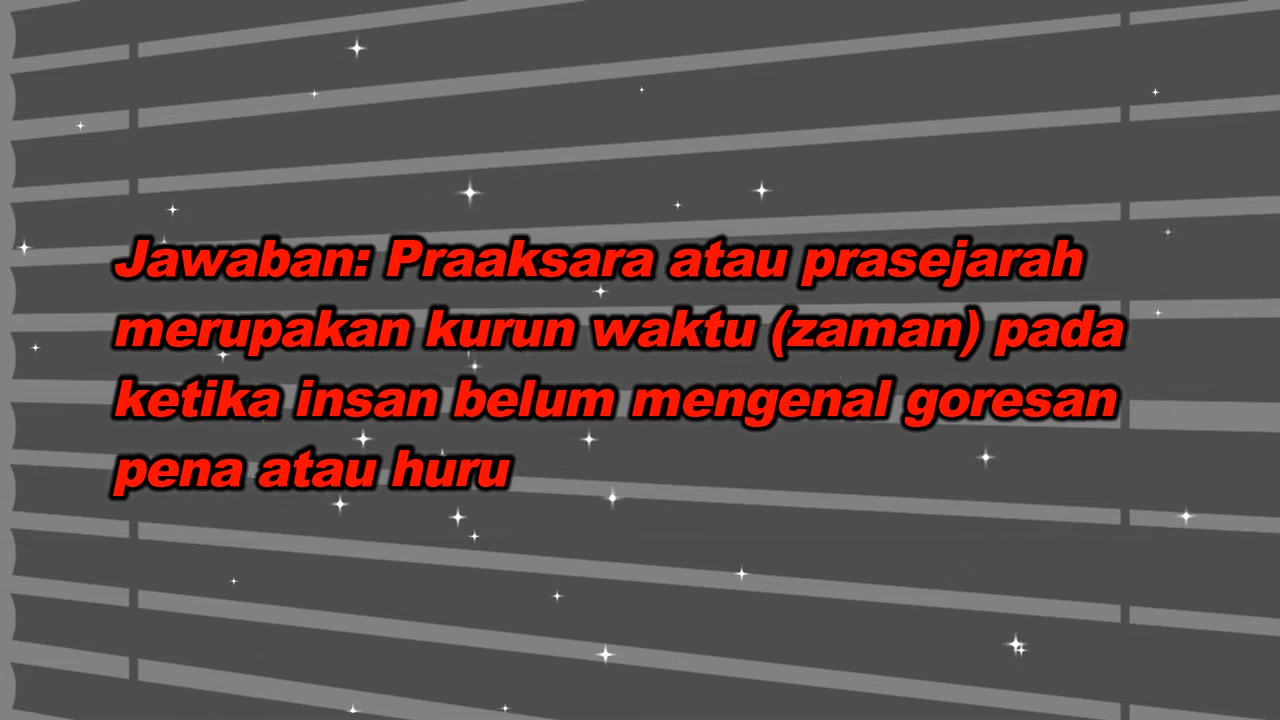 Jawaban: Praaksara atau prasejarah
merupakan kurun waktu (zaman) pada
ketika insan belum mengenal goresan
pena atau huru